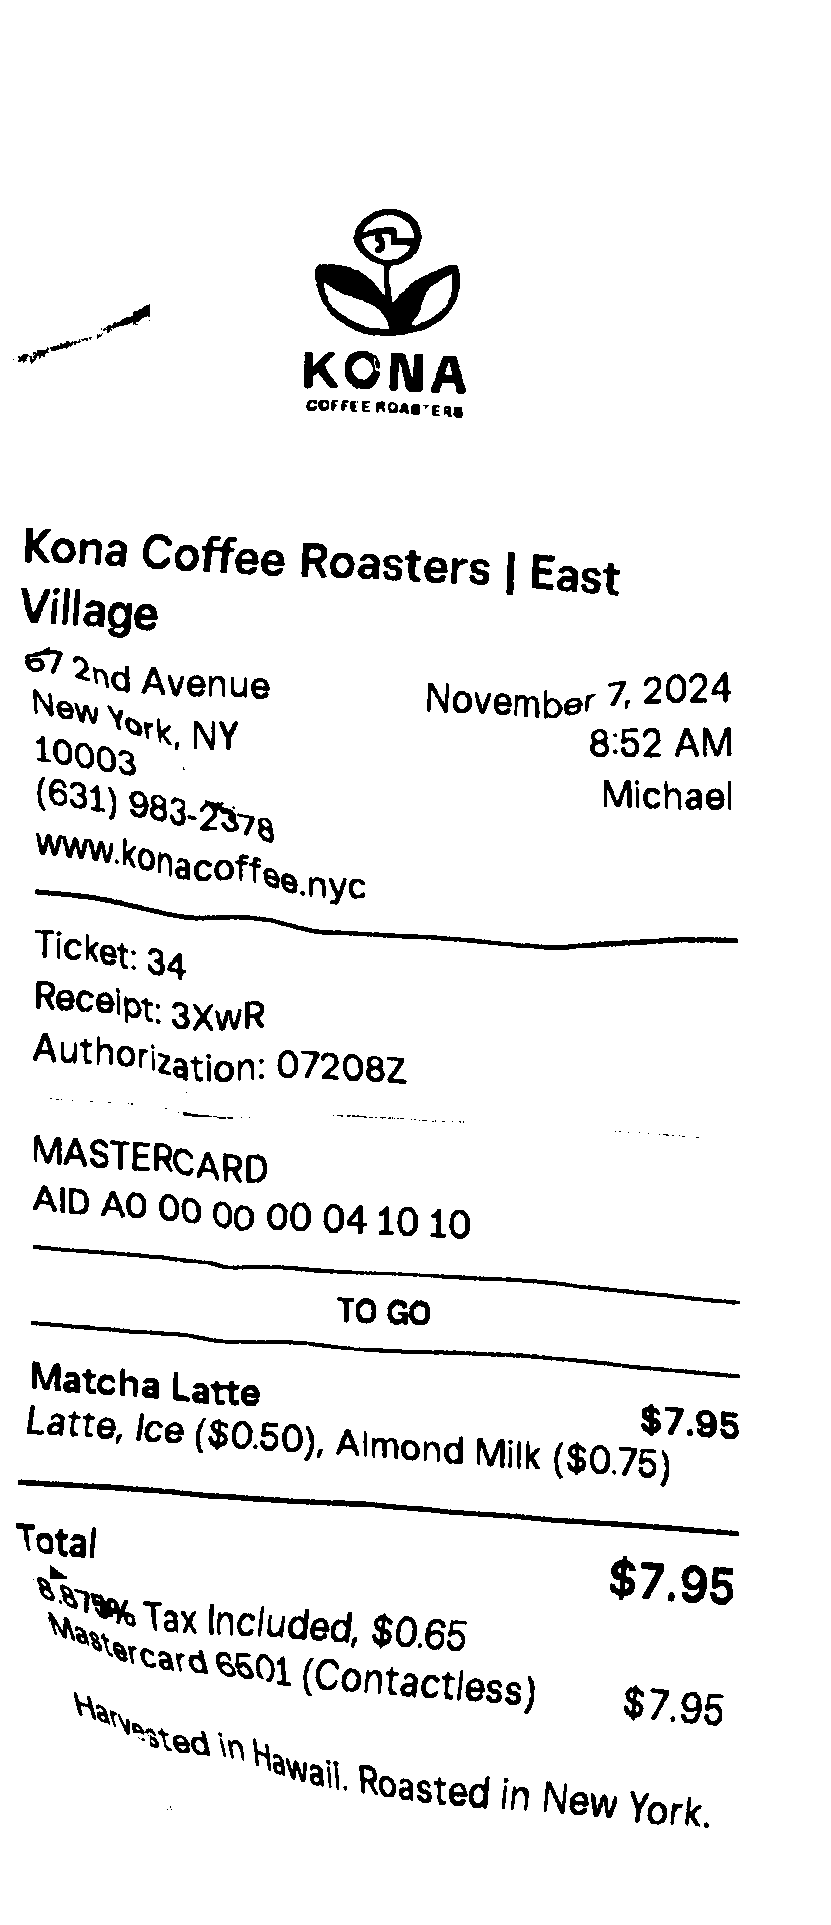 KONA
COFFEE ROASTERS
Kona Coffee Roasters | East
Village
67 2nd Avenue
New York, NY
10003
(631) 983-2378
www.konacoffee.nyc
November 7, 2024
8:52 AM
Michael
Ticket: 34
Receipt: 3XwR
Authorization: 07208Z
MASTERCARD
AID A0 00 00 00 04 10 10
TO GO
Matcha Latte $7.95
Latte, Ice ($0.50), Almond Milk ($0.75)
Total $7.95
8.875% Tax Included, $0.65
Mastercard 6501 (Contactless) $7.95
Harvested in Hawaii. Roasted in New York.